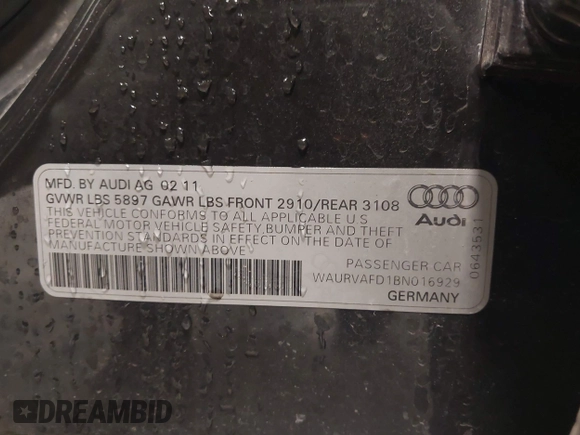 MFD. BY AUDI AG 02 11
GVWR LBS 5897 GAWR LBS FRONT 2910/REAR 3108
THIS VEHICLE CONFORMS TO ALL APPLICABLE U.S
FEDERAL MOTOR VEHICLE SAFETY, BUMPER AND THEFT
PREVENTION STANDARDS IN EFFECT ON THE DATE OF
MANUFACTURE SHOWN ABOVE
Audi
0643531
PASSENGER CAR
WAURVAFD1BN016929
GERMANY
DREAMBID